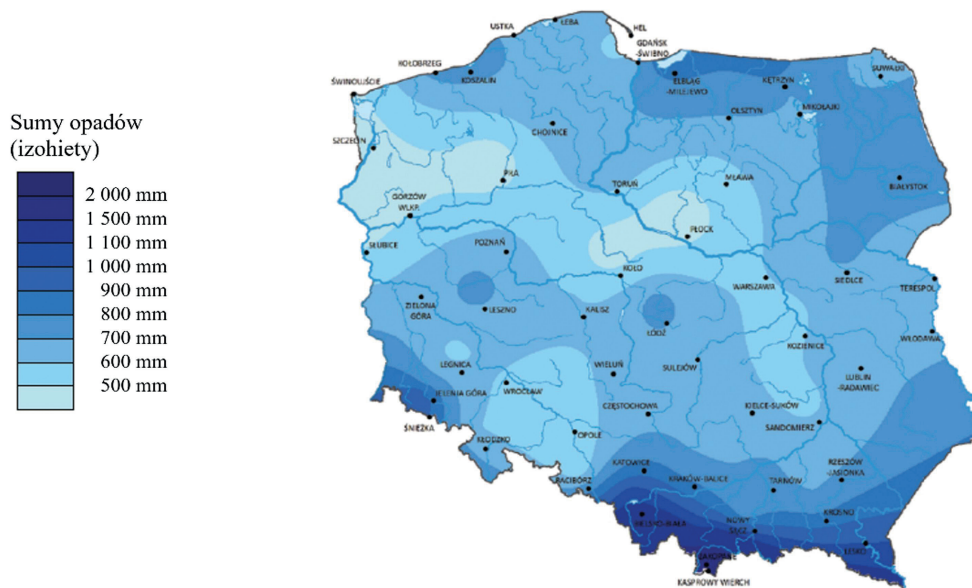 Sumy opadów
(izohiety)
2 000 mm
1 500 mm
1 100 mm
1 000 mm
900 mm
800 mm
700 mm
600 mm
500 mm
ŁEBA
USTKA
HEL
GDAŃSK
-ŚWIBNO
KOŁOBRZEG
KOSZALIN
ŚWINOUJŚCIE
ELBLĄG
-MILEJEWO
KĘTRZYN
SUWAŁKI
MIKOŁAJKI
OLSZTYN
CHOJNICE
SZCZECIN
PIŁA
TORUŃ
MŁAWA
BIAŁYSTOK
GORZÓW
WLKP.
PŁOCK
SŁUBICE
POZNAŃ
KOŁO
WARSZAWA
SIEDLCE
TERESPOL
ZIELONA
GÓRA
LESZNO
KALISZ
ŁÓDŹ
KOZIENICE
WŁODAWA
LEGNICA
WIELUŃ
SULEJÓW
LUBLIN
-RADAWIEC
JELENIA GÓRA
WROCŁAW
CZĘSTOCHOWA
KIELCE-SUKÓW
SANDOMIERZ
ŚNIEŻKA
OPOLE
KŁODZKO
KATOWICE
RZESZÓW
-JASIONKA
RACIBÓRZ
KRAKÓW-BALICE
TARNÓW
BIELSKO-BIAŁA
NOWY
SĄCZ
KROSNO
LESKO
ZAKOPANE
KASPROWY WIERCH